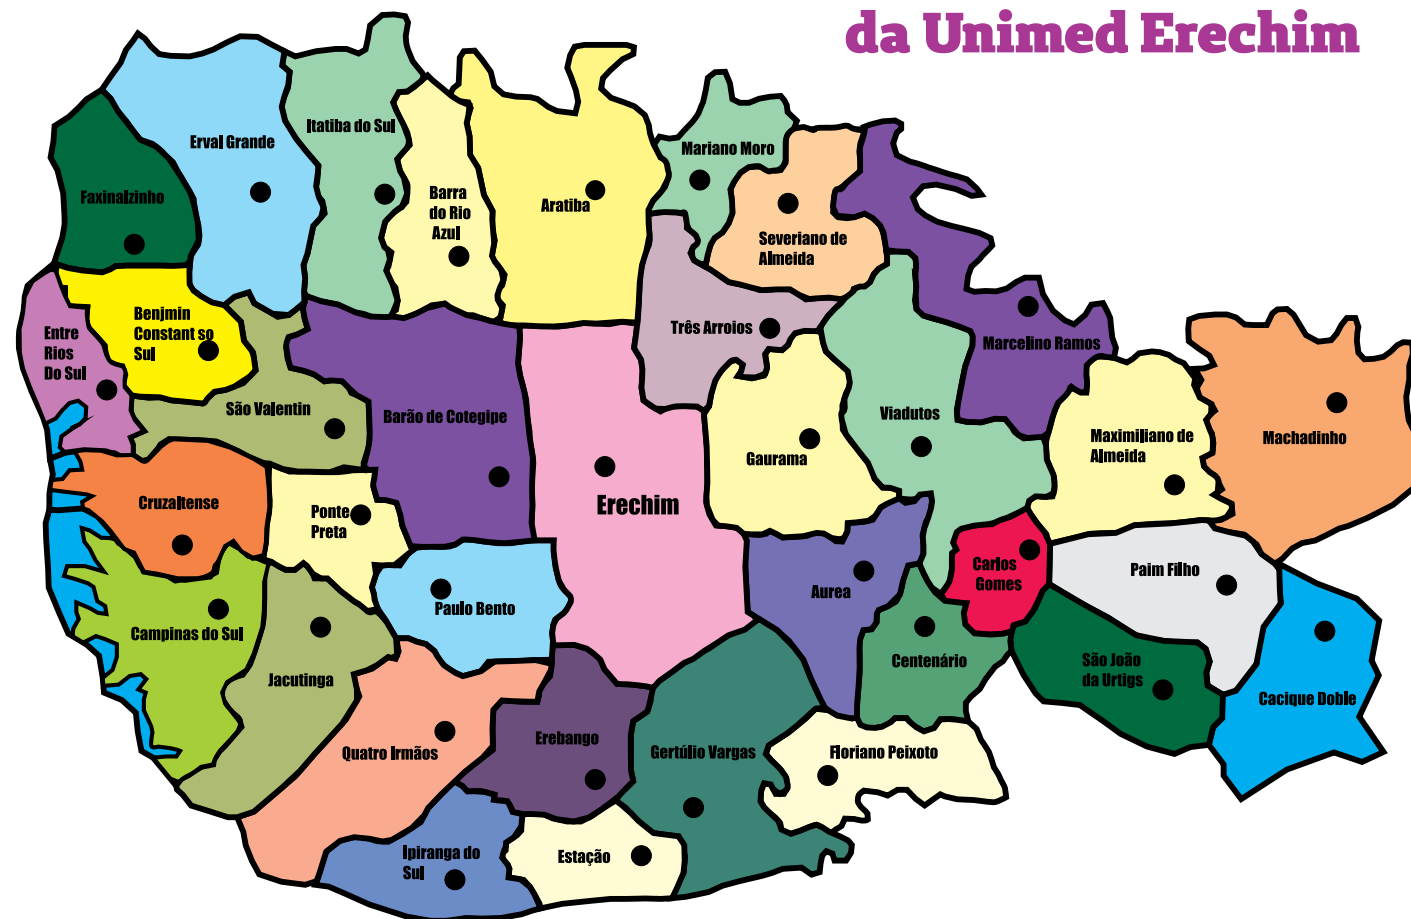 da Unimed Erechim
Erval Grande
Itatiba do Sul
Mariano Moro
Faxinalzinho
Barra
do Rio
Azul
Aratiba
Severiano de
Almeida
Benjmin
Constant so
Sul
Entre
Rios
Do Sul
Três Arroios
Marcelino Ramos
São Valentin
Barão de Cotegipe
Viadutos
Gaurama
Maximiliano de
Almeida
Machadinho
Cruzaltense
Ponte
Preta
Erechim
Carlos
Gomes
Paim Filho
Aurea
Paulo Bento
Campinas do Sul
Centenário
São João
da Urtigs
Jacutinga
Cacique Doble
Quatro Irmãos
Erebango
Gertúlio Vargas
Floriano Peixoto
Ipiranga do
Sul
Estação